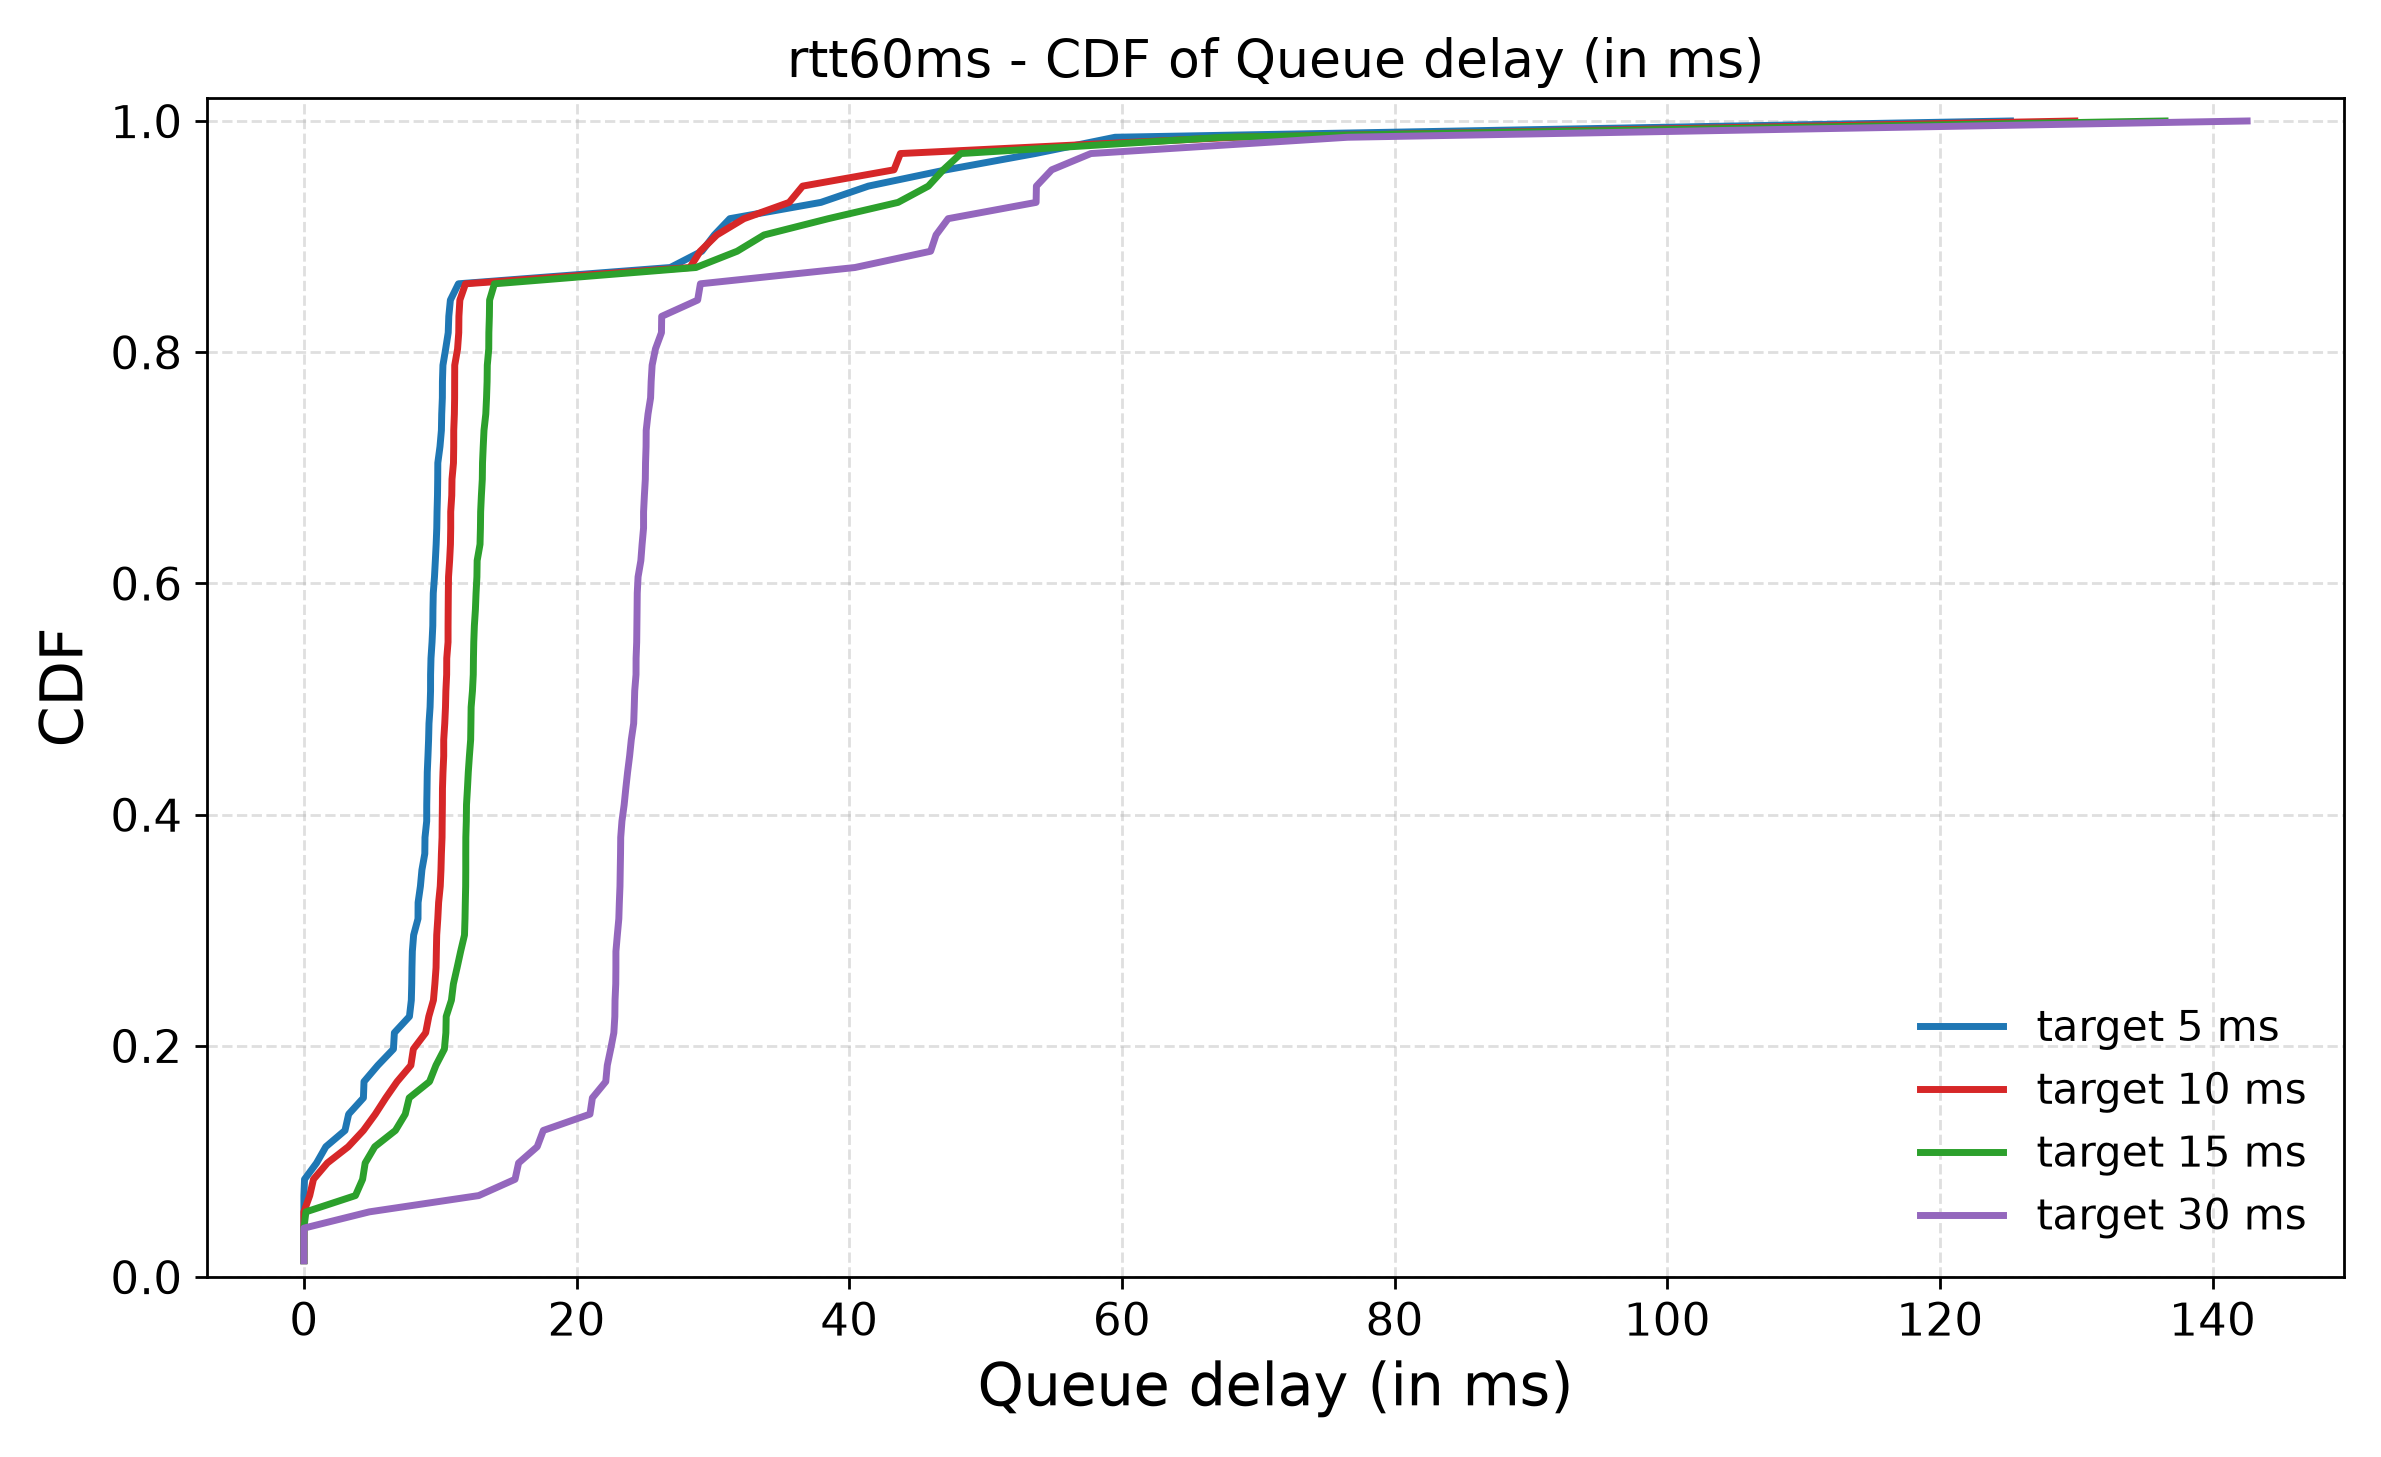 rtt60ms - CDF of Queue delay (in ms)
CDF
1.0
0.8
0.6
0.4
0.2
0.0
0 20 40 60 80 100 120 140
Queue delay (in ms)
target 5 ms
target 10 ms
target 15 ms
target 30 ms